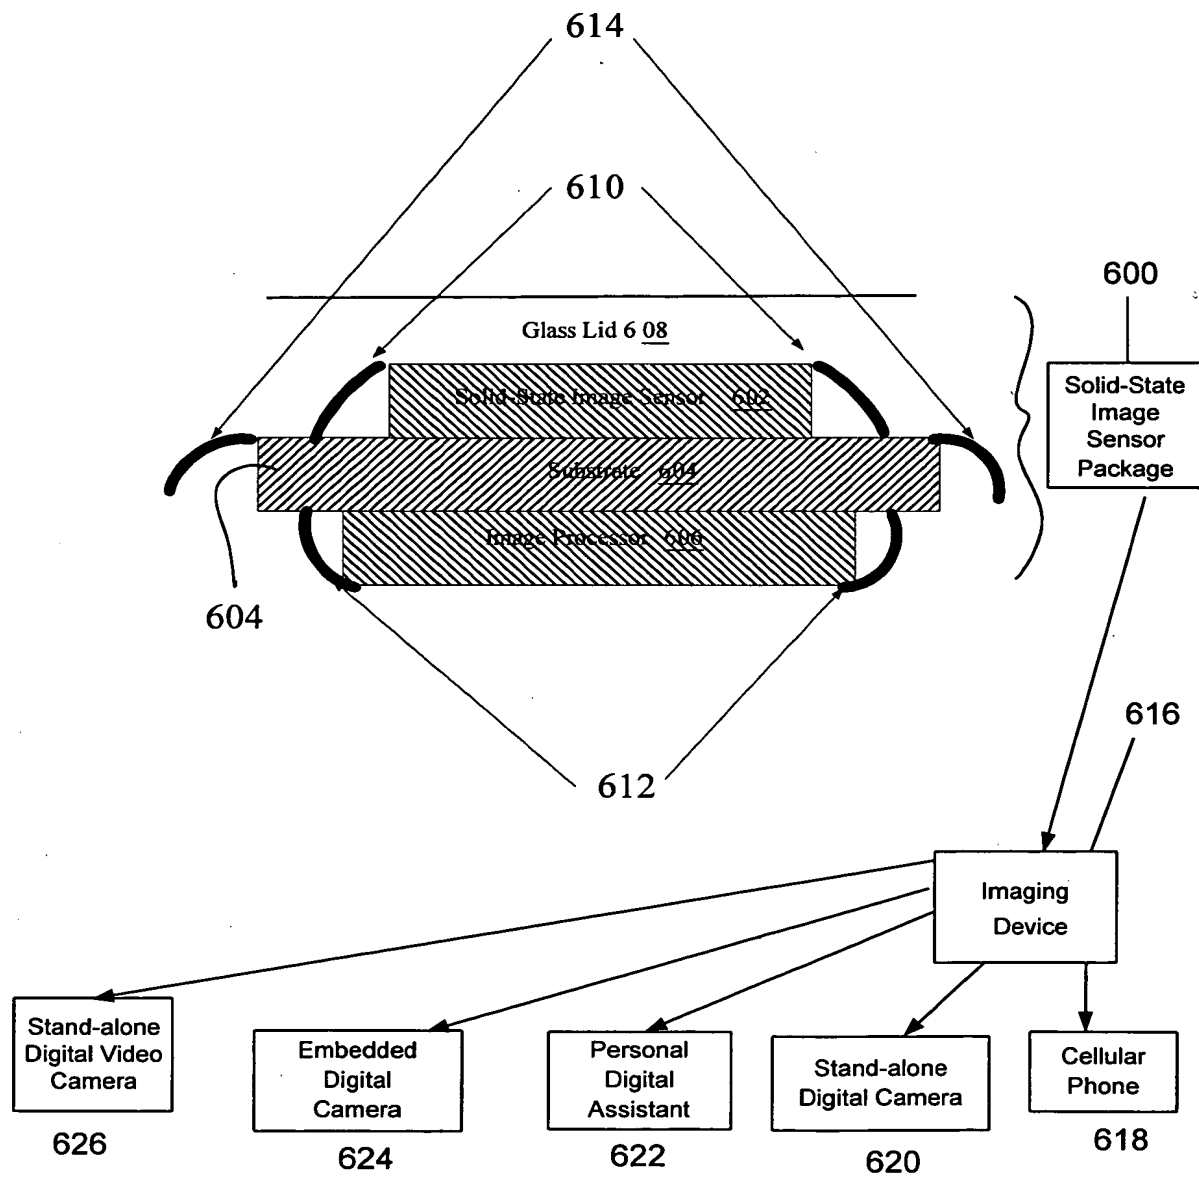 614
610
600
Glass Lid 6 08
Solid-State Image Sensor 602
Solid-State
Image
Sensor
Package
Substrate 604
Image Processor 606
604
612
616
Imaging
Device
Stand-alone
Digital Video
Camera
Embedded
Digital
Camera
Personal
Digital
Assistant
Stand-alone
Digital Camera
Cellular
Phone
626
624
622
620
618